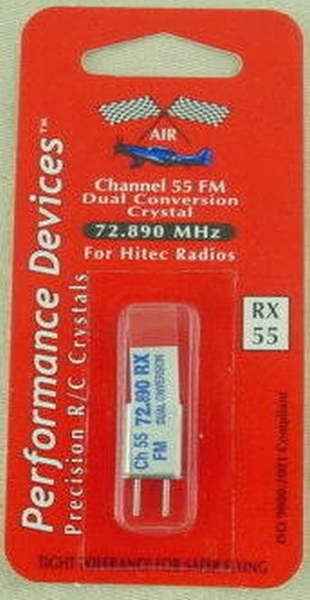 AIR
Channel 55 FM
Dual Conversion
Crystal
72.890 MHz
For Hitec Radios
Performance Devices™
Precision R/C Crystals
RX
55
Ch 55 72.890 RX
FM DUAL CONVERSION
ISO 9000/9001 Compliant
TIGHT TOLERANCE FOR SAFER FLYING